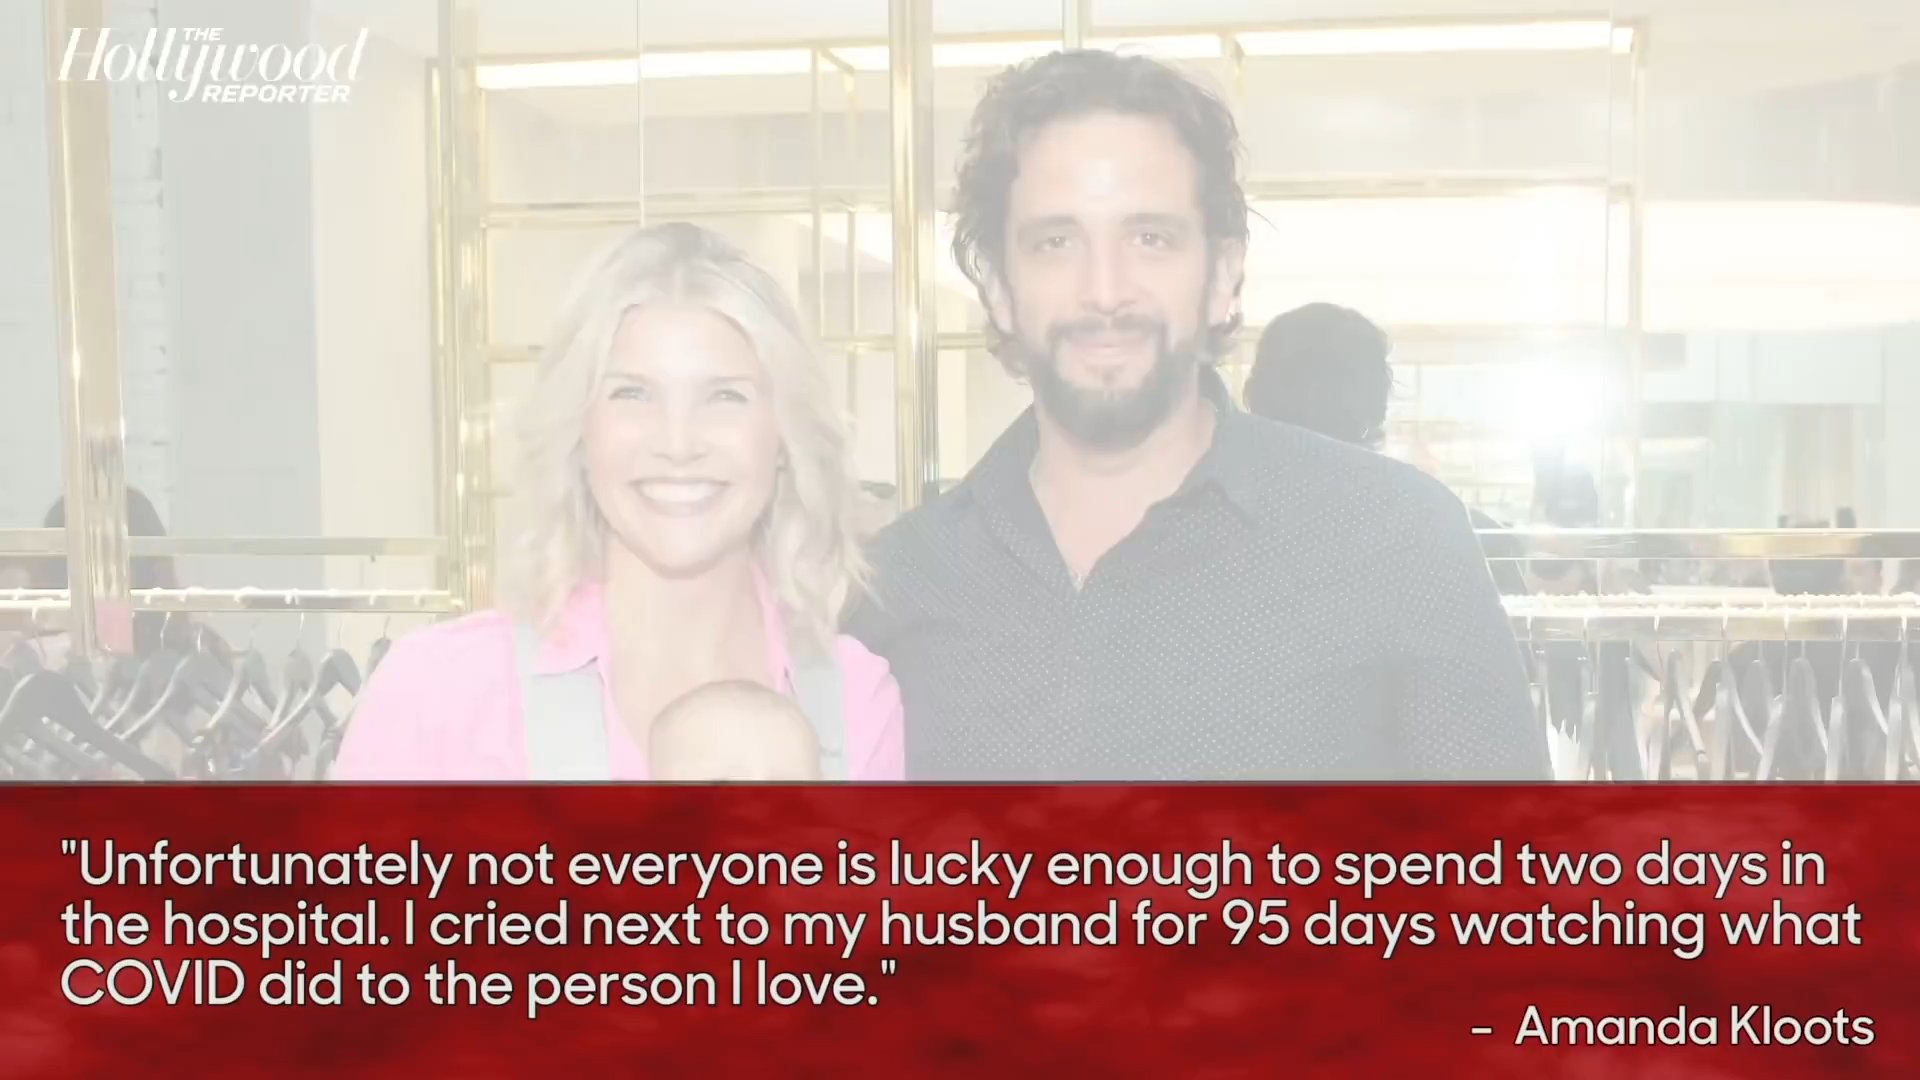 THE
Hollywood
REPORTER
"Unfortunately not everyone is lucky enough to spend two days in
the hospital. I cried next to my husband for 95 days watching what
COVID did to the person I love."
- Amanda Kloots